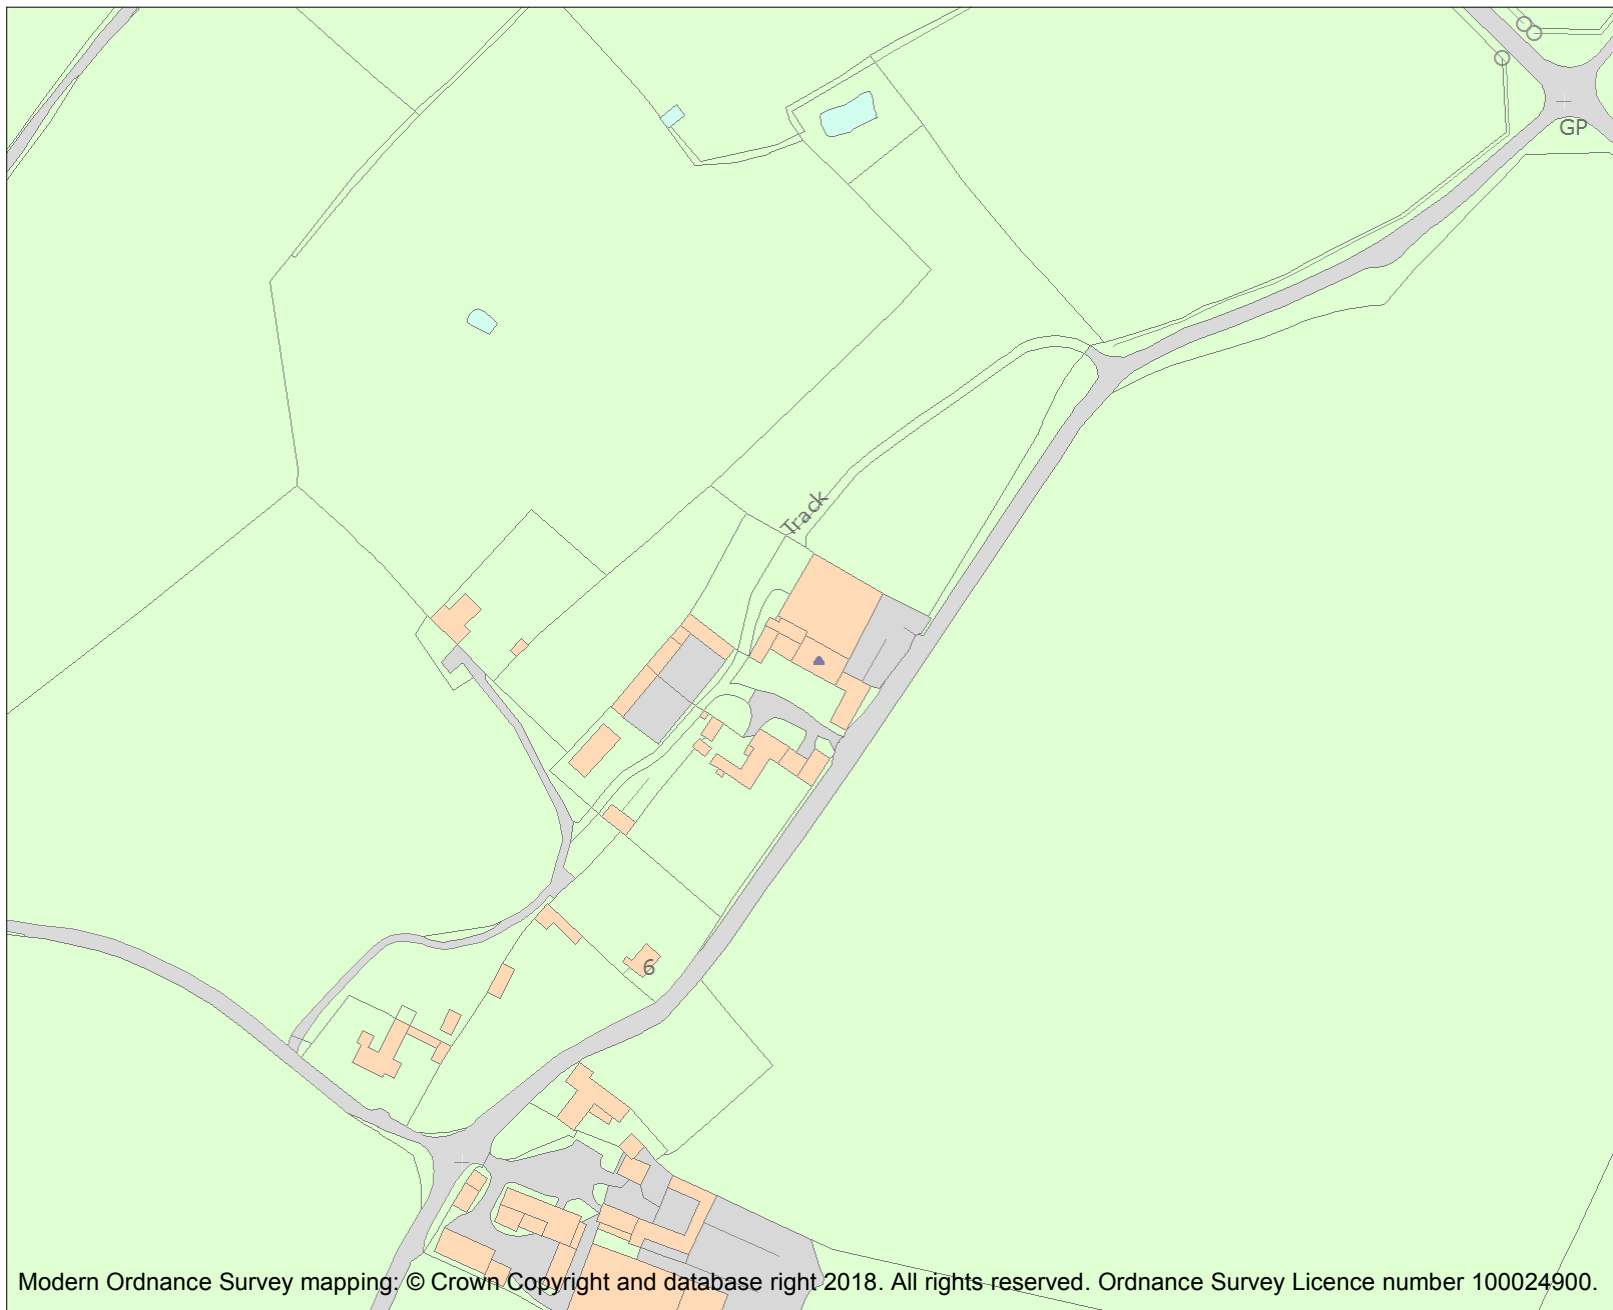 GP
Track
6
Modern Ordnance Survey mapping: © Crown Copyright and database right 2018. All rights reserved. Ordnance Survey Licence number 100024900.